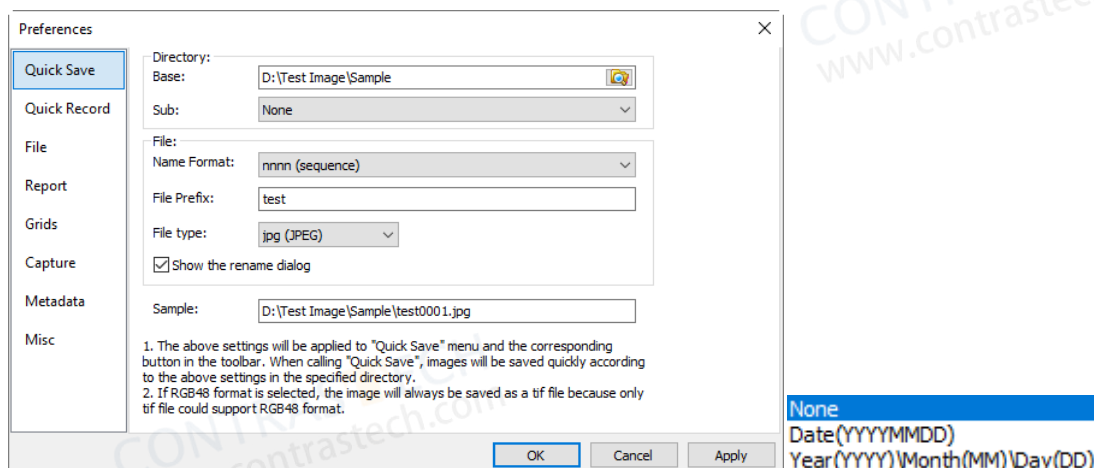 Preferences
Quick Save
Quick Record
File
Report
Grids
Capture
Metadata
Misc
Directory:
Base: D:\Test Image\Sample
Sub: None
File:
Name Format: nnnn (sequence)
File Prefix: test
File type: jpg (JPEG)
Show the rename dialog
Sample: D:\Test Image\Sample\test0001.jpg
1. The above settings will be applied to "Quick Save" menu and the corresponding
button in the toolbar. When calling "Quick Save", images will be saved quickly according
to the above settings in the specified directory.
2. If RGB48 format is selected, the image will always be saved as a tif file because only
tif file could support RGB48 format.
OK Cancel Apply
None
Date(YYYYMMDD)
Year(YYYY)\Month(MM)\Day(DD)
www.contrastech.com